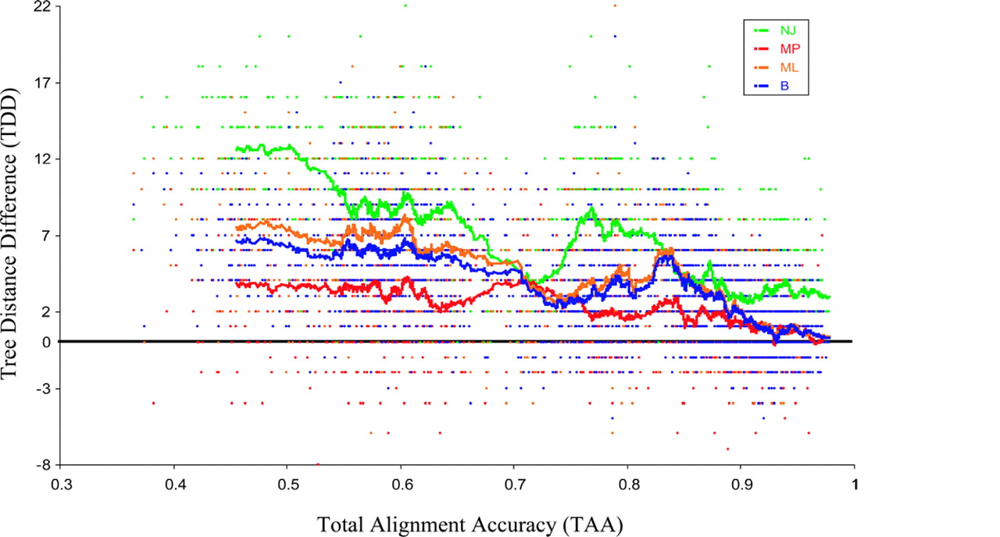 22
17
12
7
2
0
-3
-8
Tree Distance Difference (TDD)
NJ
MP
ML
B
0.3 0.4 0.5 0.6 0.7 0.8 0.9 1
Total Alignment Accuracy (TAA)